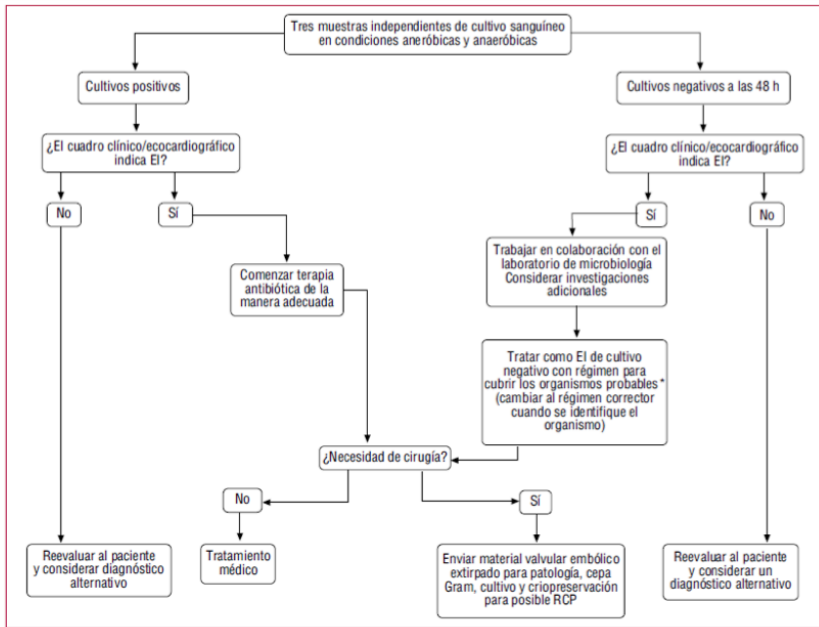 Tres muestras independientes de cultivo sanguíneo
en condiciones aneróbicas y anaeróbicas
Cultivos positivos
Cultivos negativos a las 48 h
¿El cuadro clínico/ecocardiográfico
indica EI?
¿El cuadro clínico/ecocardiográfico
indica EI?
No
Sí
Sí
No
Comenzar terapia
antibiótica de la
manera adecuada
Trabajar en colaboración con el
laboratorio de microbiología
Considerar investigaciones
adicionales
Tratar como EI de cultivo
negativo con régimen para
cubrir los organismos probables*
(cambiar al régimen corrector
cuando se identifique el
organismo)
¿Necesidad de cirugía?
No
Sí
Reevaluar al paciente
y considerar diagnóstico
alternativo
Tratamiento
médico
Enviar material valvular embólico
extirpado para patología, cepa
Gram, cultivo y criopreservación
para posible RCP
Reevaluar al paciente
y considerar un
diagnóstico alternativo